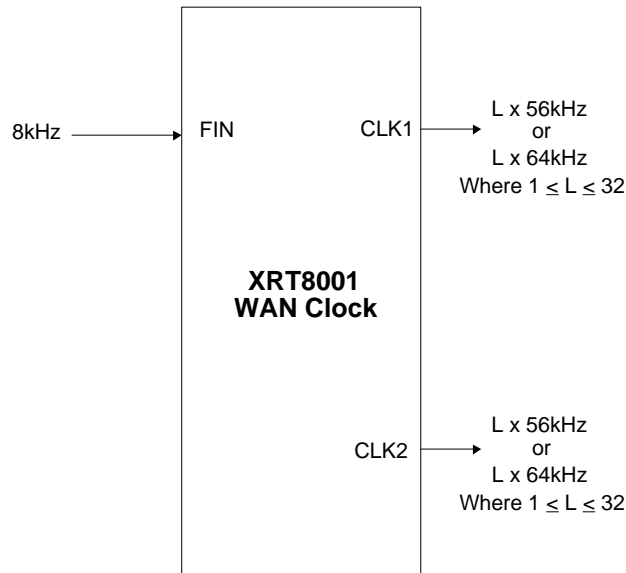 8kHz
FIN
CLK1
L x 56kHz
or
L x 64kHz
Where 1 ≤ L ≤ 32
XRT8001
WAN Clock
CLK2
L x 56kHz
or
L x 64kHz
Where 1 ≤ L ≤ 32